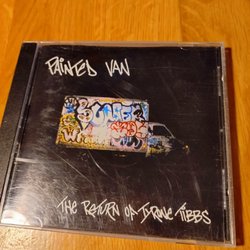 PAINTED VAN
THE RETURN OF TYRONE TIBBS